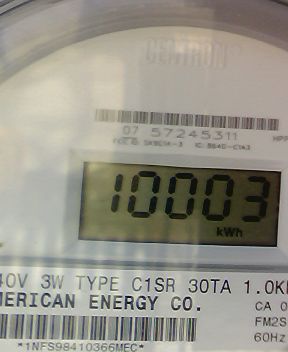 CENTRON
07 57245311
10003
kWh
40V 3W TYPE C1SR 30TA 1.0K
MERICAN ENERGY CO.
CA 0
FM2S
60Hz
*1NFS98410366MEC*